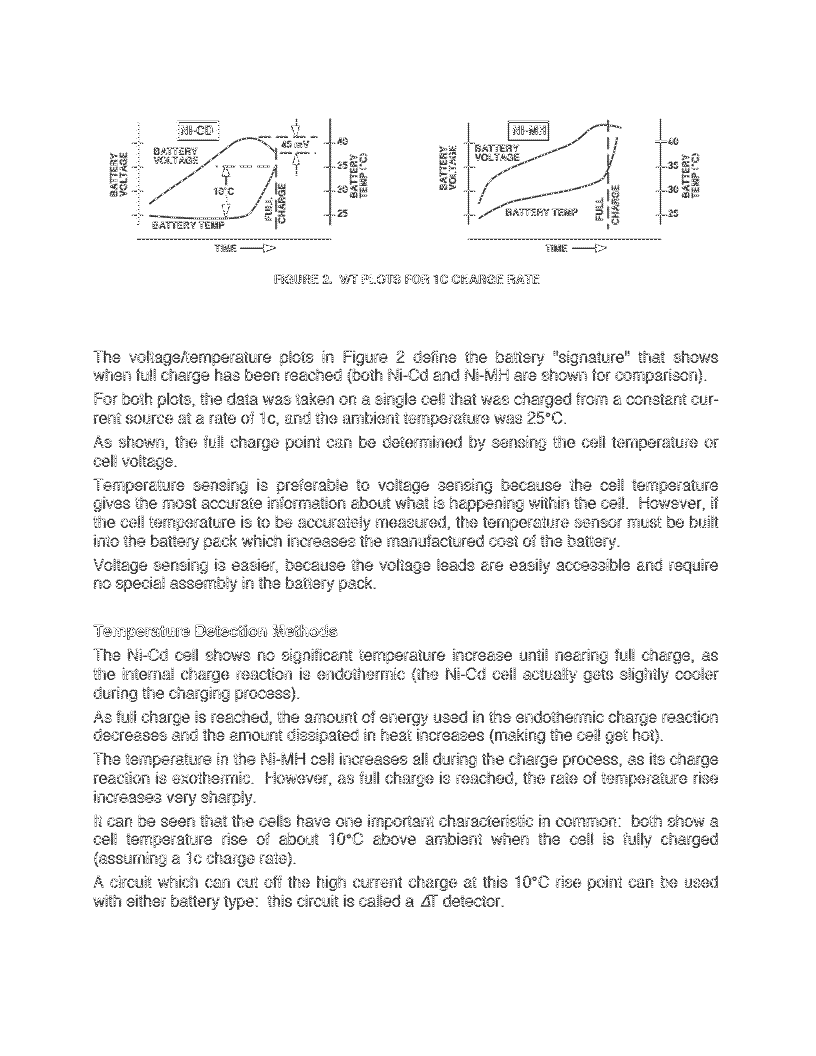 Ni-CD
BATTERY VOLTAGE
BATTERY VOLTAGE
45 mV
10°C
FULL CHARGE
BATTERY TEMP
40
35
30
25
BATTERY TEMP (°C)
TIME
Ni-MH
BATTERY VOLTAGE
BATTERY VOLTAGE
BATTERY TEMP
FULL CHARGE
40
35
30
25
BATTERY TEMP (°C)
TIME
FIGURE 2. V/T PLOTS FOR 1C CHARGE RATE
The voltage/temperature plots in Figure 2 define the battery "signature" that shows
when full charge has been reached (both Ni-Cd and Ni-MH are shown for comparison).
For both plots, the data was taken on a single cell that was charged from a constant cur-
rent source at a rate of 1c, and the ambient temperature was 25°C.
As shown, the full charge point can be determined by sensing the cell temperature or
cell voltage.
Temperature sensing is preferable to voltage sensing because the cell temperature
gives the most accurate information about what is happening within the cell. However, if
the cell temperature is to be accurately measured, the temperature sensor must be built
into the battery pack which increases the manufactured cost of the battery.
Voltage sensing is easier, because the voltage leads are easily accessible and require
no special assembly in the battery pack.
Temperature Detection Methods
The Ni-Cd cell shows no significant temperature increase until nearing full charge, as
the internal charge reaction is endothermic (the Ni-Cd cell actually gets slightly cooler
during the charging process).
As full charge is reached, the amount of energy used in the endothermic charge reaction
decreases and the amount dissipated in heat increases (making the cell get hot).
The temperature in the Ni-MH cell increases all during the charge process, as its charge
reaction is exothermic. However, as full charge is reached, the rate of temperature rise
increases very sharply.
It can be seen that the cells have one important characteristic in common: both show a
cell temperature rise of about 10°C above ambient when the cell is fully charged
(assuming a 1c charge rate).
A circuit which can cut off the high current charge at this 10°C rise point can be used
with either battery type: this circuit is called a ΔT detector.